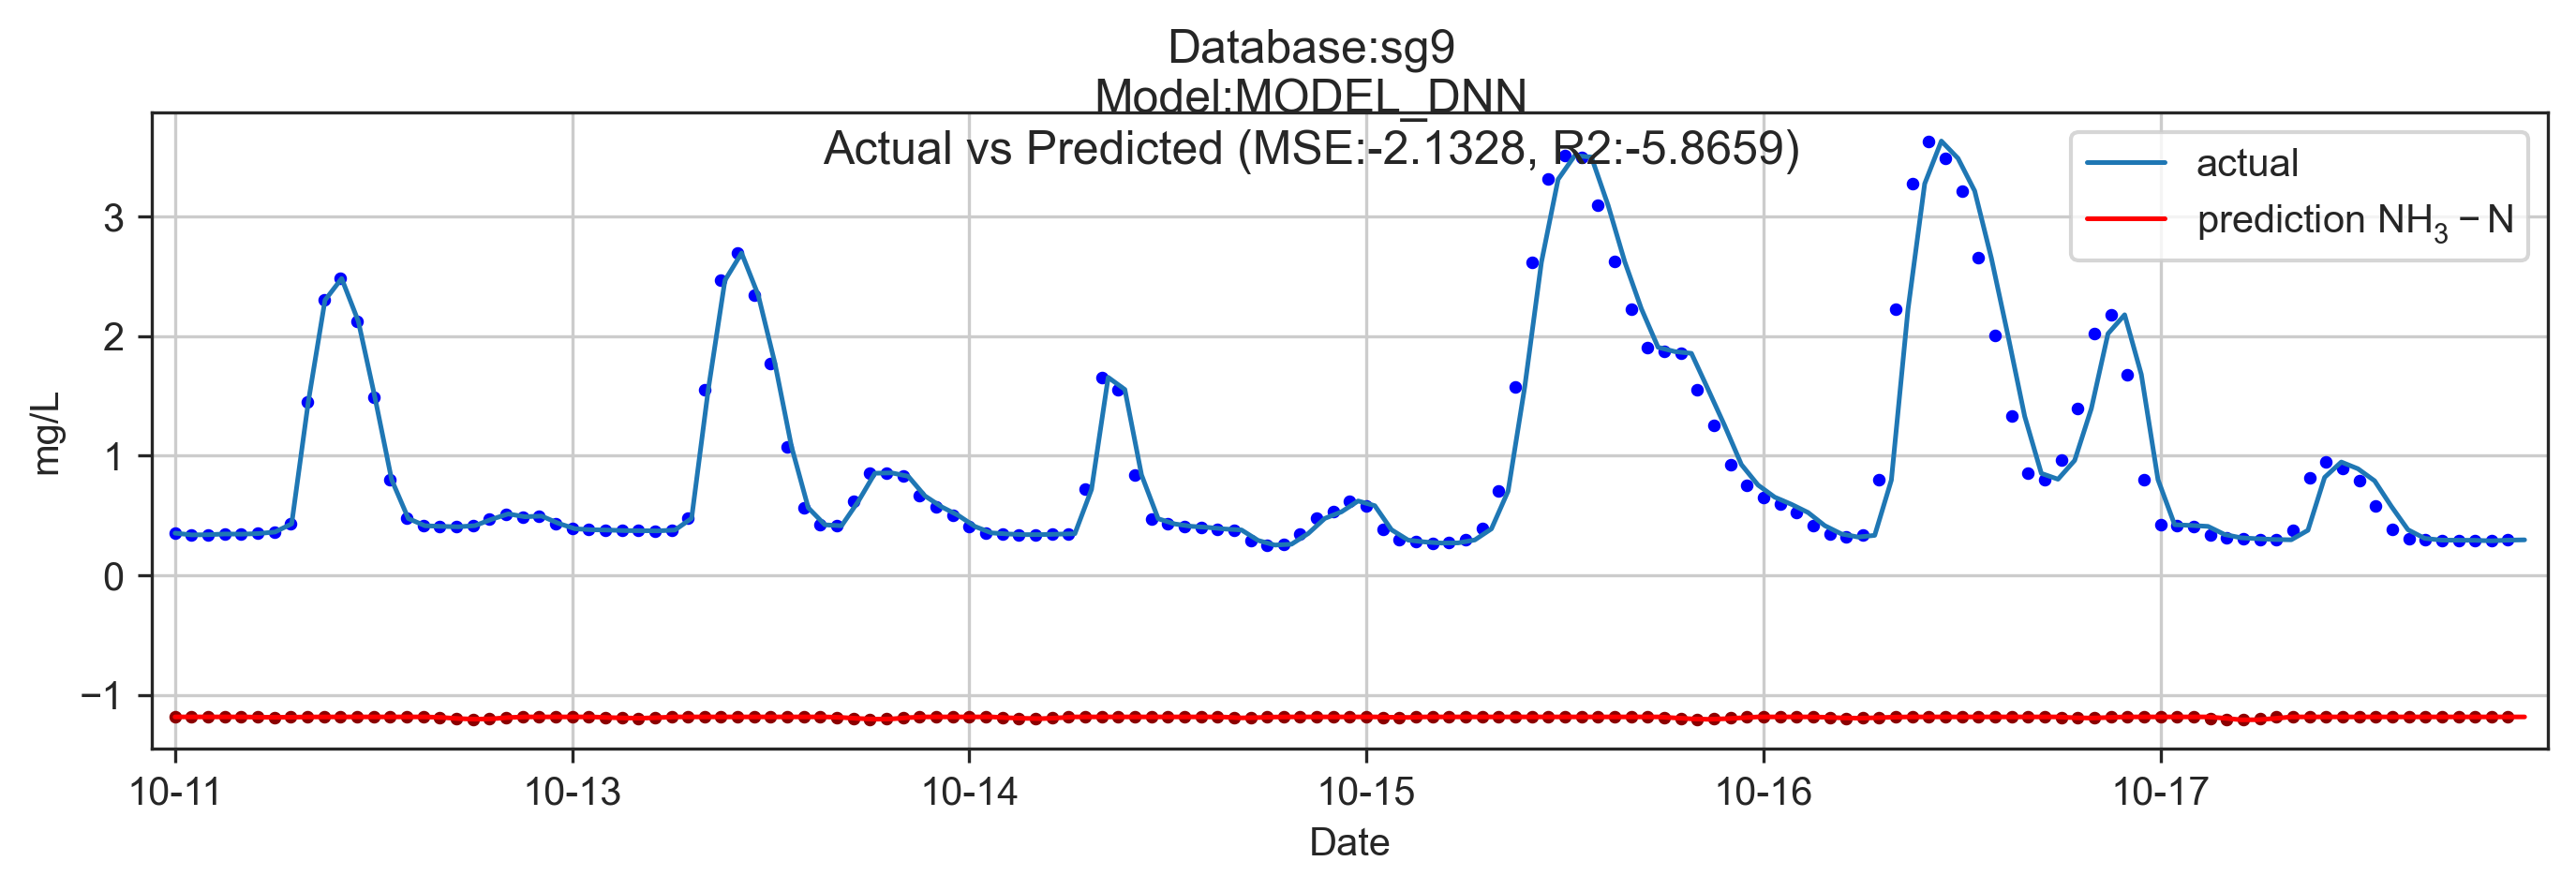 Database:sg9
Model:MODEL_DNN
Actual vs Predicted (MSE:-2.1328, R2:-5.8659)
actual
prediction NH₃ − N
mg/L
3
2
1
0
−1
10-11 10-13 10-14 10-15 10-16 10-17
Date